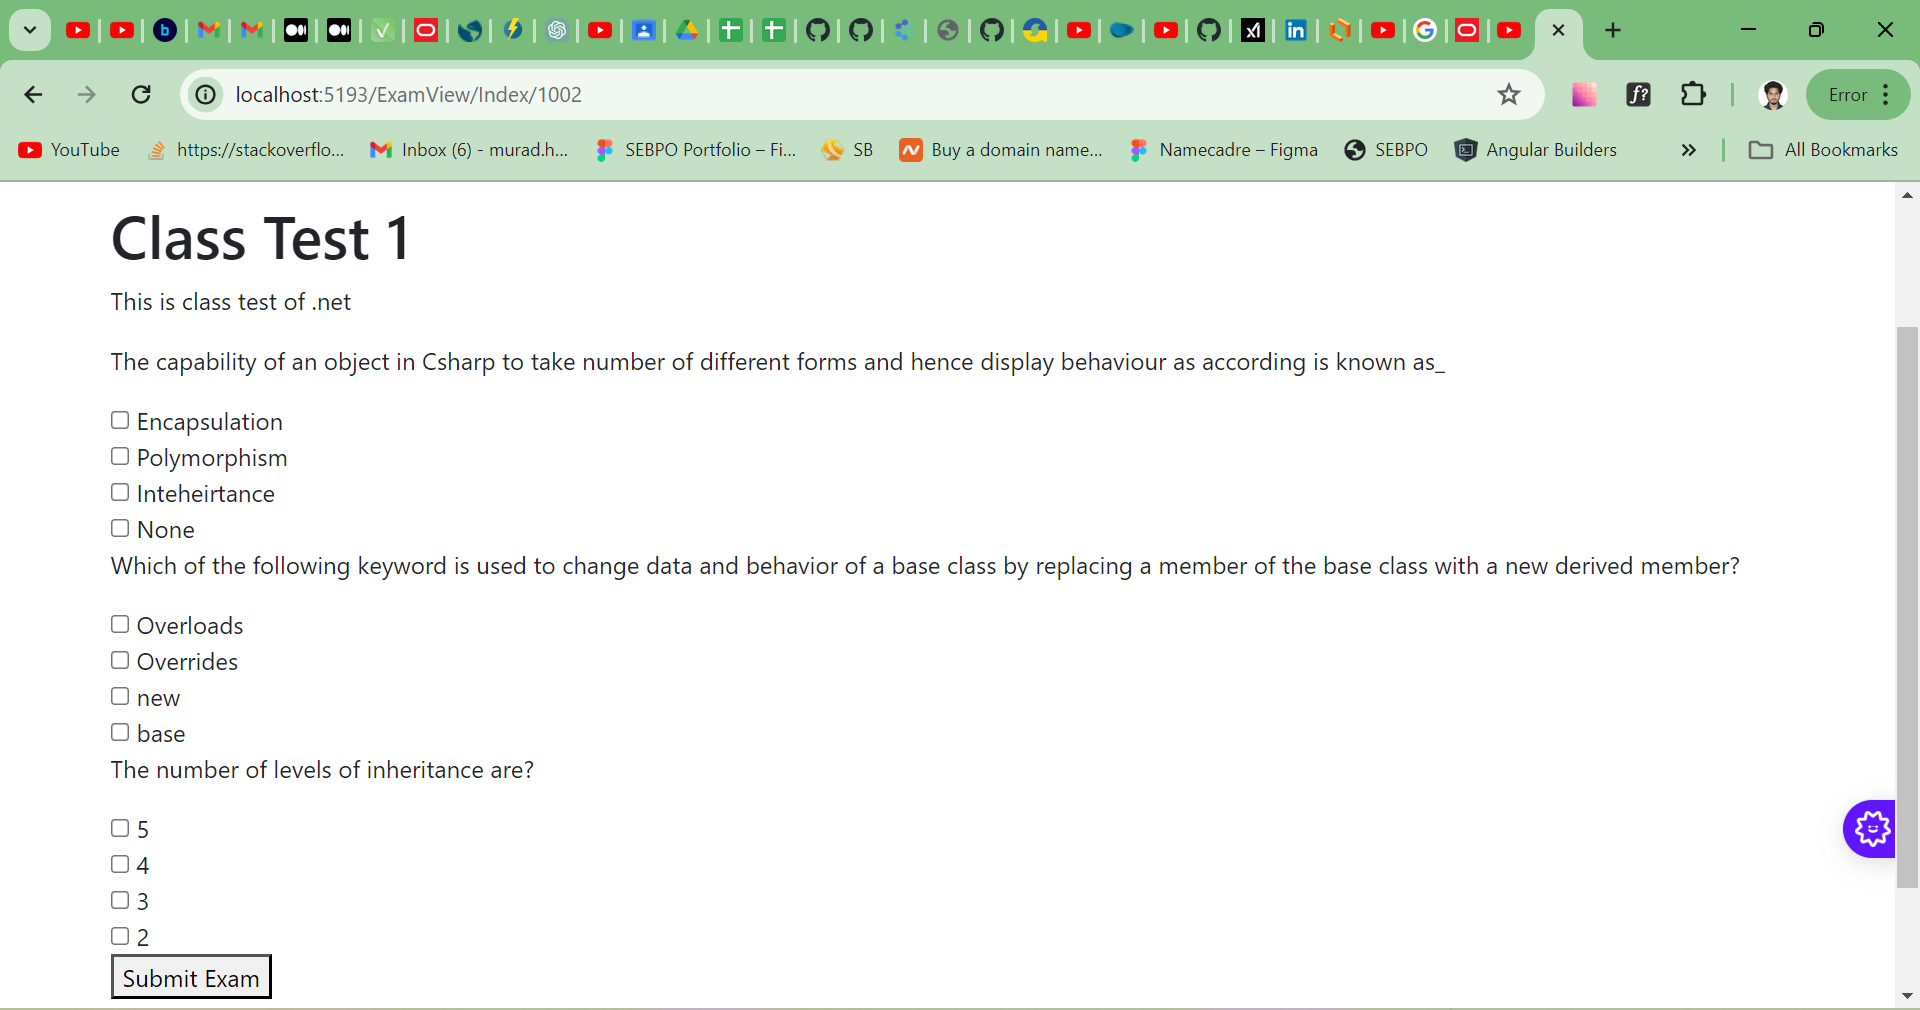 localhost:5193/ExamView/Index/1002
Error
YouTube
https://stackoverflo...
Inbox (6) - murad.h...
SEBPO Portfolio – Fi...
SB
Buy a domain name...
Namecadre – Figma
SEBPO
Angular Builders
All Bookmarks
Class Test 1
This is class test of .net
The capability of an object in Csharp to take number of different forms and hence display behaviour as according is known as_
Encapsulation
Polymorphism
Inteheirtance
None
Which of the following keyword is used to change data and behavior of a base class by replacing a member of the base class with a new derived member?
Overloads
Overrides
new
base
The number of levels of inheritance are?
5
4
3
2
Submit Exam